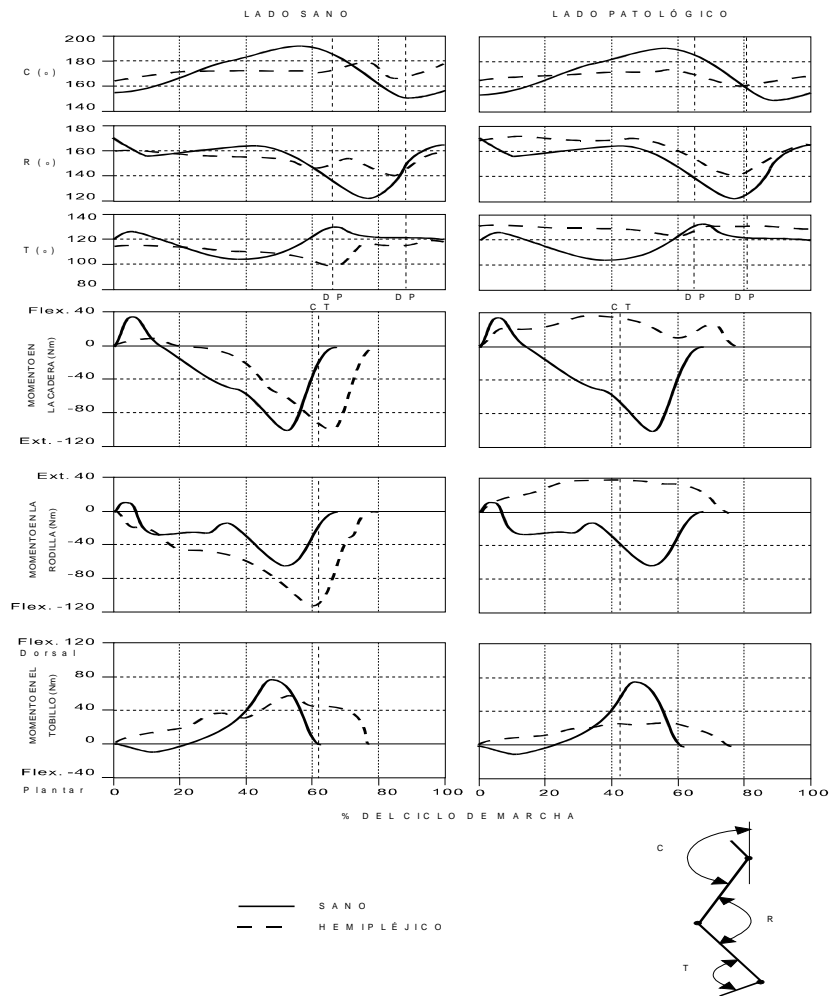 LADO SANO
LADO PATOLÓGICO
200
180
C (º)
160
140
180
160
R (º)
140
120
140
120
T (º)
100
80
DP
DP
DP
DP
CT
CT
Flex. 40
0
-40
-80
Ext. -120
MOMENTO EN
LA CADERA (Nm)
Ext. 40
0
-40
-80
Flex. -120
MOMENTO EN LA
RODILLA (Nm)
Flex. 120
Dorsal
80
40
0
Flex. -40
Plantar
MOMENTO EN EL
TOBILLO (Nm)
0 20 40 60 80 100
0 20 40 60 80 100
% DEL CICLO DE MARCHA
SANO
HEMIPLÉJICO
C
R
T